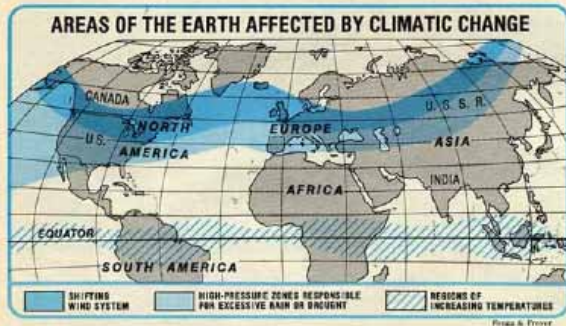 AREAS OF THE EARTH AFFECTED BY CLIMATIC CHANGE
CANADA
U.S.
NORTH
AMERICA
EUROPE
U.S.S.R.
ASIA
INDIA
AFRICA
EQUATOR
SOUTH AMERICA
SHIFTING
WIND SYSTEM
HIGH-PRESSURE ZONES RESPONSIBLE
FOR EXCESSIVE RAIN OR DROUGHT
REGIONS OF
INCREASING TEMPERATURES